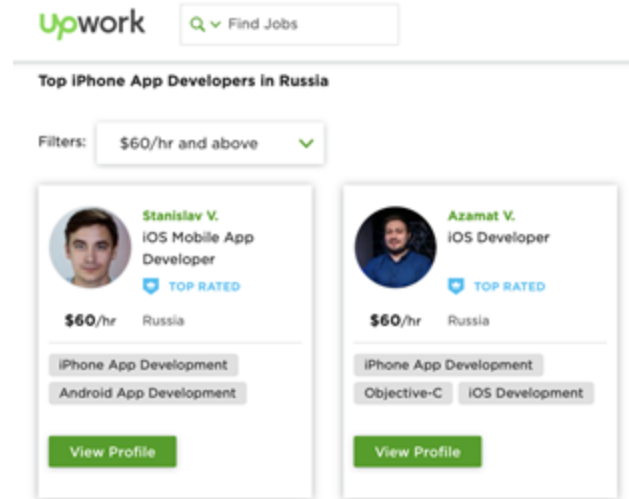 upwork
Find Jobs
Top iPhone App Developers in Russia
Filters:
$60/hr and above
Stanislav V.
iOS Mobile App
Developer
TOP RATED
$60/hr
Russia
iPhone App Development
Android App Development
View Profile
Azamat V.
iOS Developer
TOP RATED
$60/hr
Russia
iPhone App Development
Objective-C
iOS Development
View Profile